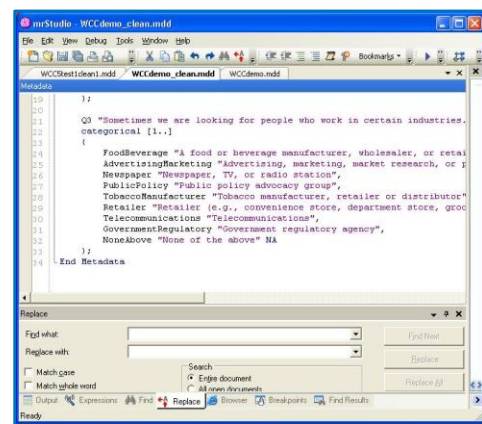 mrStudio - WCCdemo_clean.mdd
File Edit View Debug Tools Window Help
Bookmarks
WCC5test1clean1.mdd WCCdemo_clean.mdd WCCdemo.mdd
Metadata
19 );
20
21 Q3 "Sometimes we are looking for people who work in certain industries.
22 categorical [1..]
23 {
24 FoodBeverage "A food or beverage manufacturer, wholesaler, or retai
25 AdvertisingMarketing "Advertising, marketing, market research, or p
26 Newspaper "Newspaper, TV, or radio station",
27 PublicPolicy "Public policy advocacy group",
28 TobaccoManufacturer "Tobacco manufacturer, retailer or distributor"
29 Retailer "Retailer (e.g., convenience store, department store, groc
30 Telecommunications "Telecommunications",
31 GovernmentRegulatory "Government regulatory agency",
32 NoneAbove "None of the above" NA
33 };
34 End Metadata
Replace
Find what:
Find Next
Replace with:
Replace
Match case
Search
Entire document
Replace All
Match whole word
All open documents
Output Expressions Find Replace Browser Breakpoints Find Results
Ready